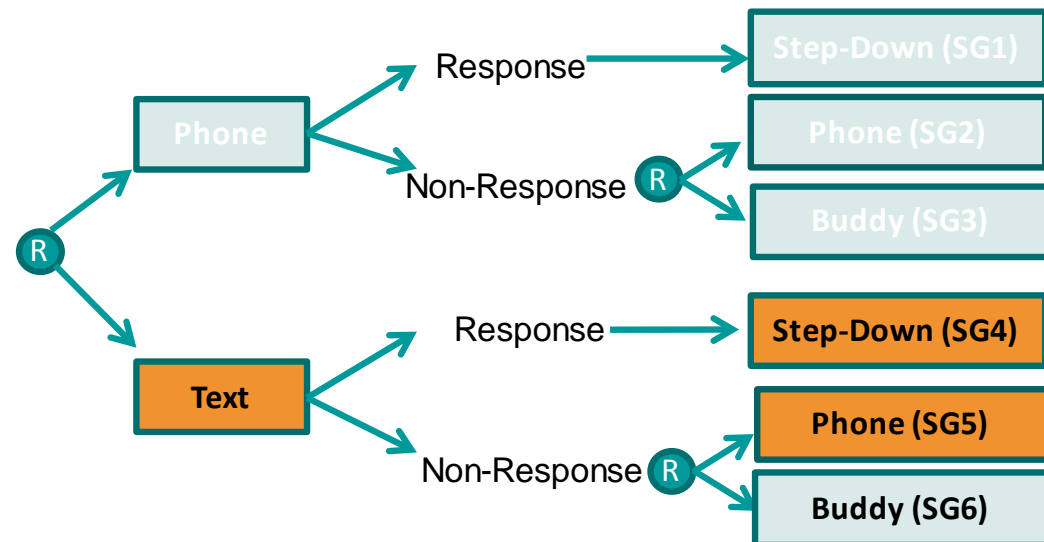 Step-Down (SG1)
Response
Phone
Phone (SG2)
Non-Response
R
Buddy (SG3)
R
Response
Step-Down (SG4)
Text
Phone (SG5)
Non-Response
R
Buddy (SG6)